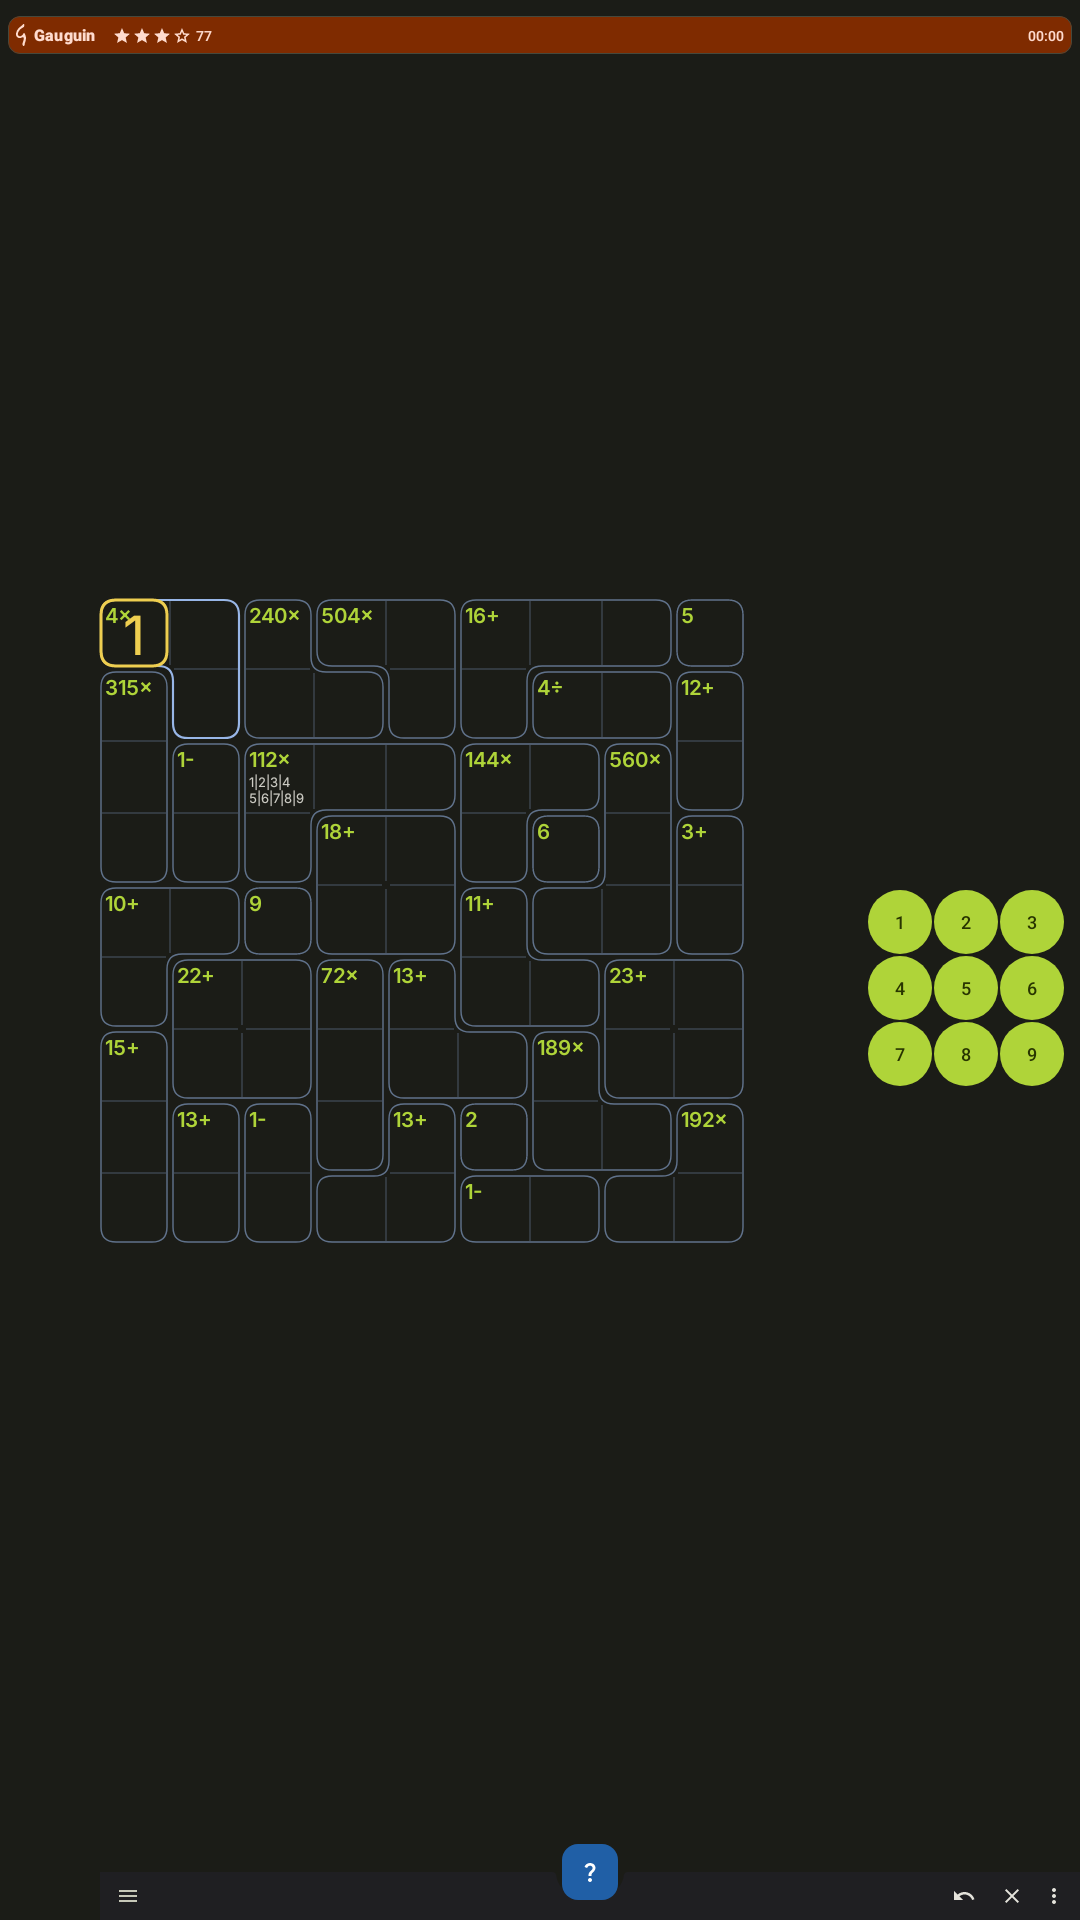 Gauguin 77 00:00
4× 240× 504× 16+ 5
1
315× 4÷ 12+
1- 112× 144× 560×
1|2|3|4
5|6|7|8|9
18+ 6 3+
10+ 9 11+
1 2 3
22+ 72× 13+ 23+
4 5 6
15+ 189×
7 8 9
13+ 1- 13+ 2 192×
1-
?